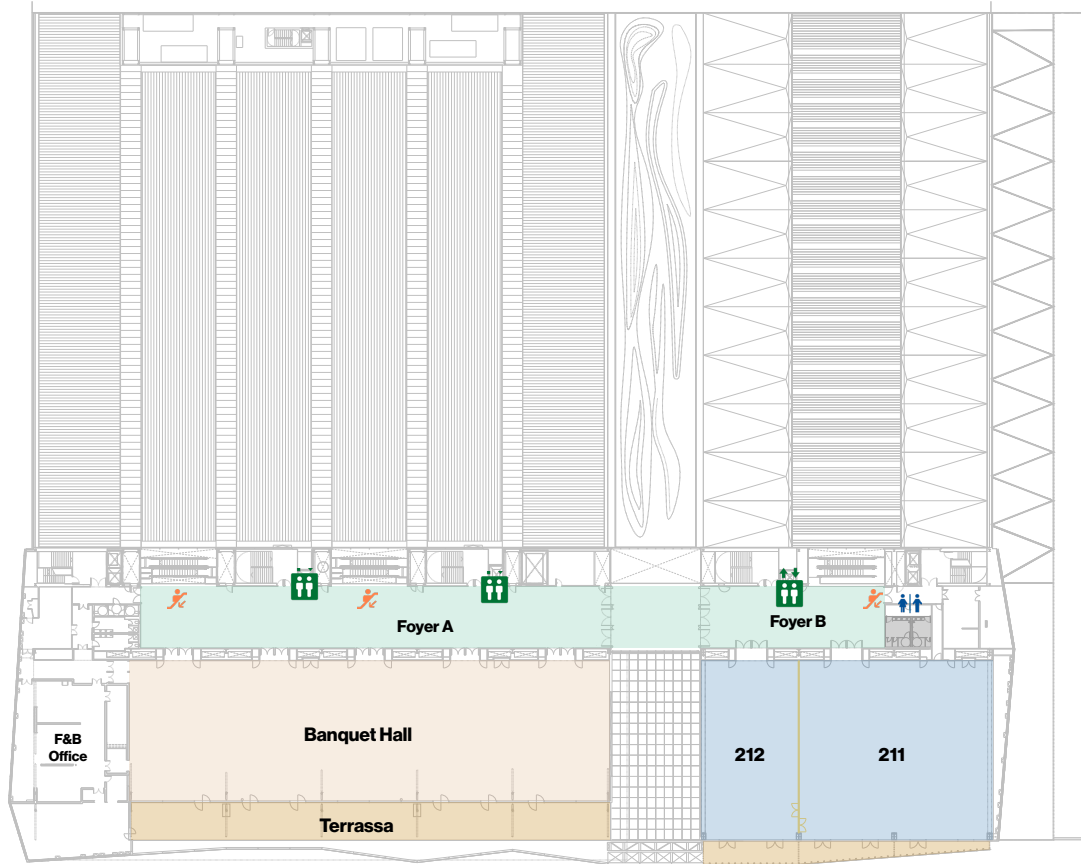 Foyer A
Foyer B
F&B
Office
Banquet Hall
212
211
Terrassa